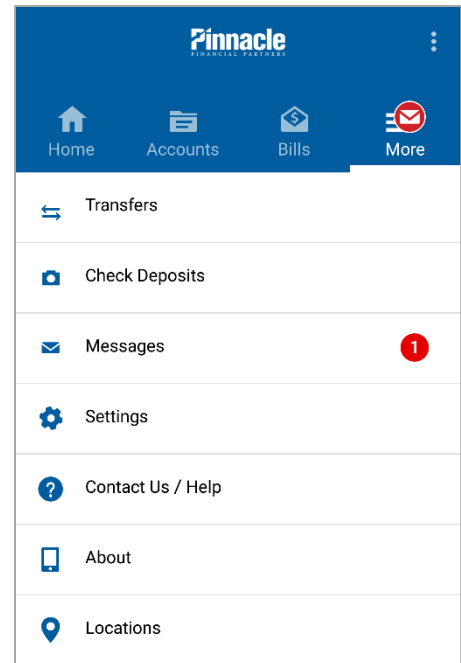 Pinnacle
FINANCIAL PARTNERS
Home Accounts Bills More
Transfers
Check Deposits
Messages 1
Settings
Contact Us / Help
About
Locations